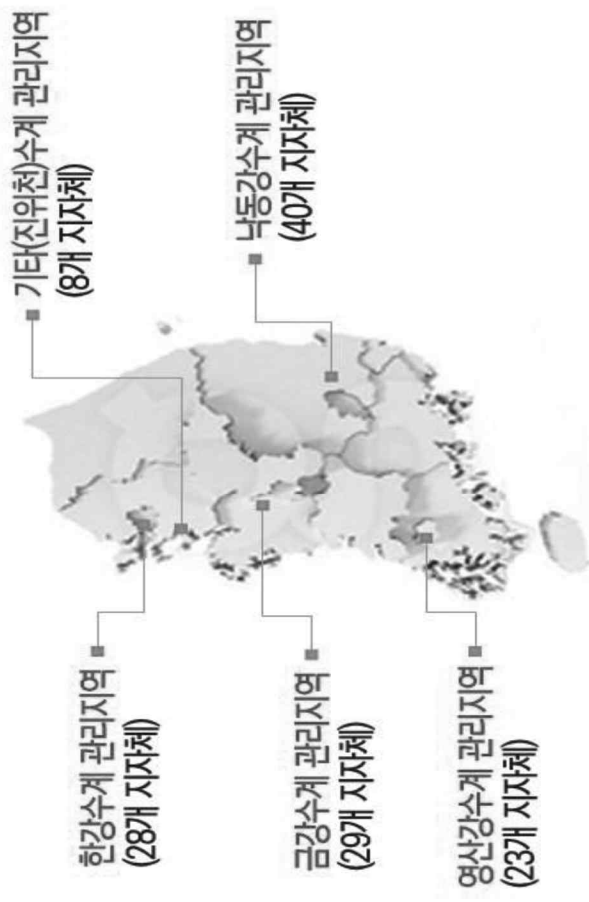 기타(진위천)수계 관리지역
(8개 지자체)
낙동강수계 관리지역
(40개 지자체)
한강수계 관리지역
(28개 지자체)
금강수계 관리지역
(29개 지자체)
영산강수계 관리지역
(23개 지자체)